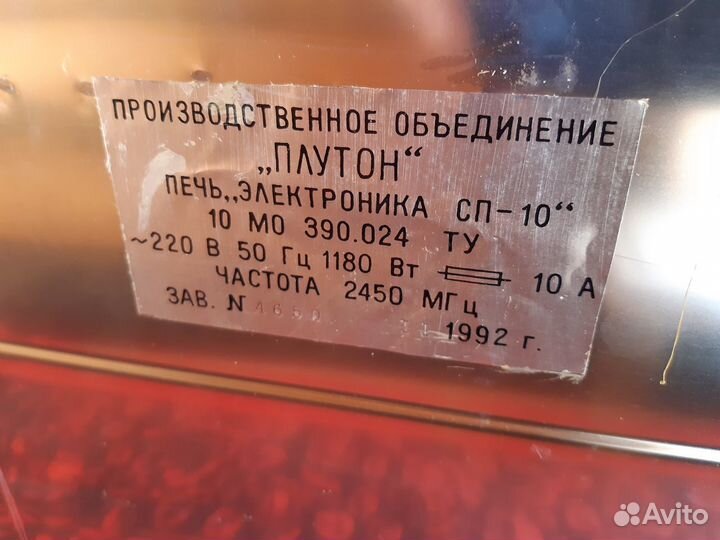 ПРОИЗВОДСТВЕННОЕ ОБЪЕДИНЕНИЕ
„ПЛУТОН“
ПЕЧЬ „ЭЛЕКТРОНИКА СП-10“
10 МО 390.024 ТУ
~220 В 50 Гц 1180 Вт 10 А
ЧАСТОТА 2450 МГц
ЗАВ. N 1992 г.
Avito